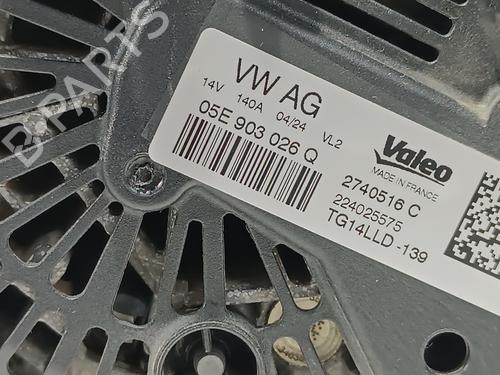 B-PARTS
VW AG
14V 140A 04/24 VL2
05E 903 026 Q
Valeo
MADE IN FRANCE
2740516 C
224025575
TG14LLD -139